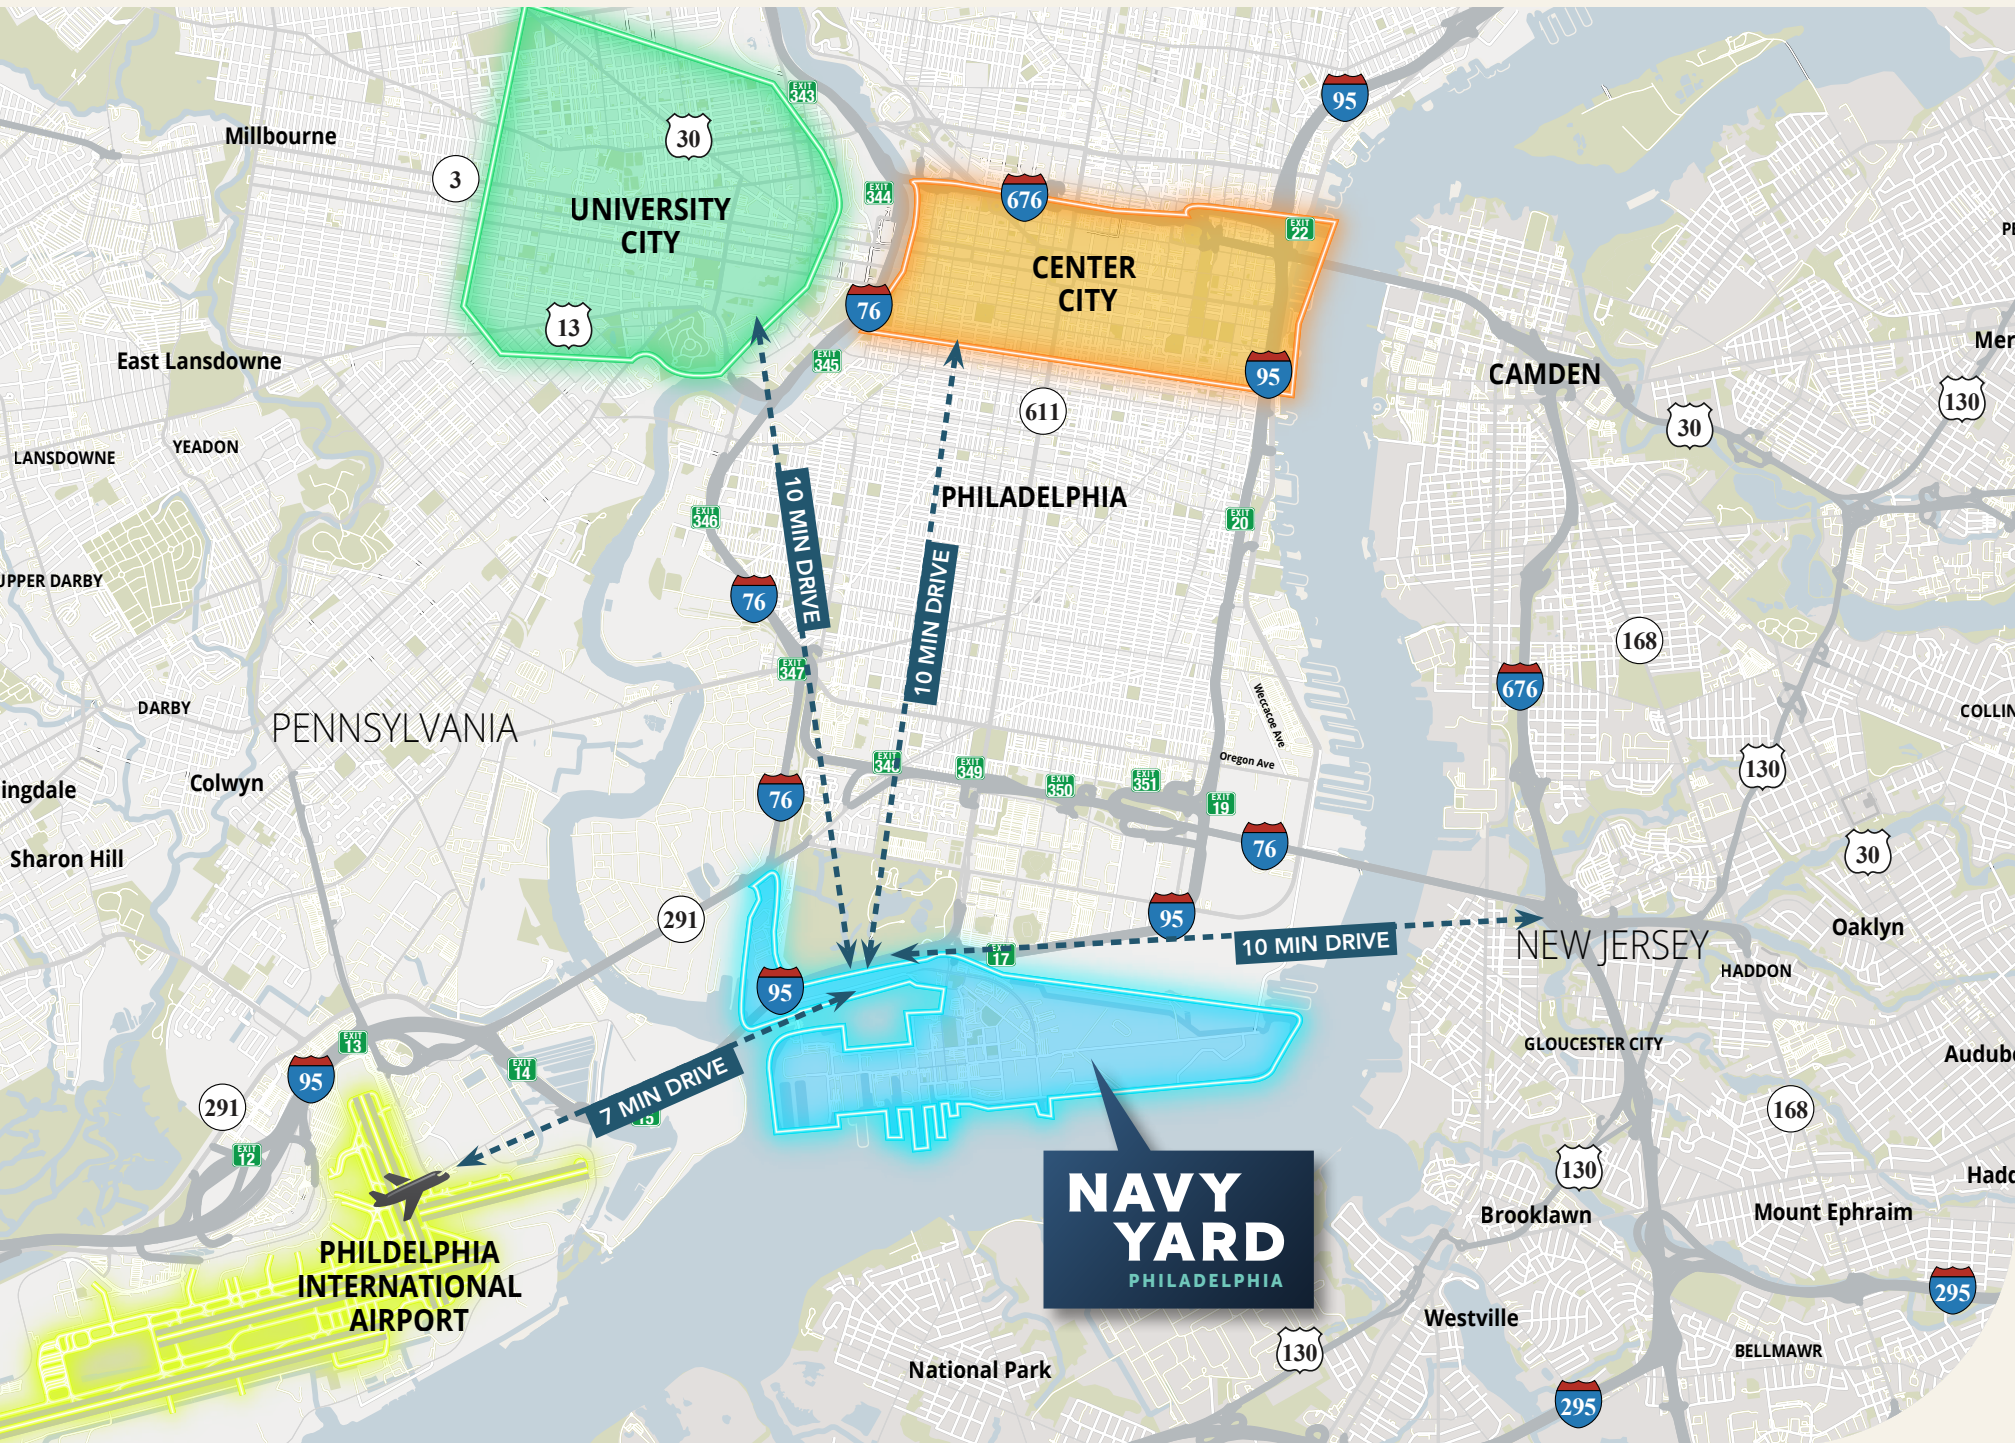 EXIT
343
95
30
Millbourne
3
EXIT
344
676
UNIVERSITY
CITY
EXIT
22
CENTER
CITY
76
13
East Lansdowne
EXIT
345
95
CAMDEN
130
30
611
LANSDOWNE
YEADON
PHILADELPHIA
EXIT
346
EXIT
20
10 MIN DRIVE
10 MIN DRIVE
UPPER DARBY
76
168
EXIT
347
676
DARBY
PENNSYLVANIA
Weccacoe Ave
Oregon Ave
EXIT
EXIT
349
EXIT
350
EXIT
351
EXIT
19
130
Colwyn
76
76
30
Sharon Hill
291
95
10 MIN DRIVE
NEW JERSEY
Oaklyn
HADDON
17
95
EXIT
13
EXIT
14
7 MIN DRIVE
15
95
291
EXIT
12
GLOUCESTER CITY
168
130
NAVY
YARD
PHILADELPHIA
Brooklawn
Mount Ephraim
PHILDELPHIA
INTERNATIONAL
AIRPORT
295
Westville
130
BELLMAWR
National Park
295